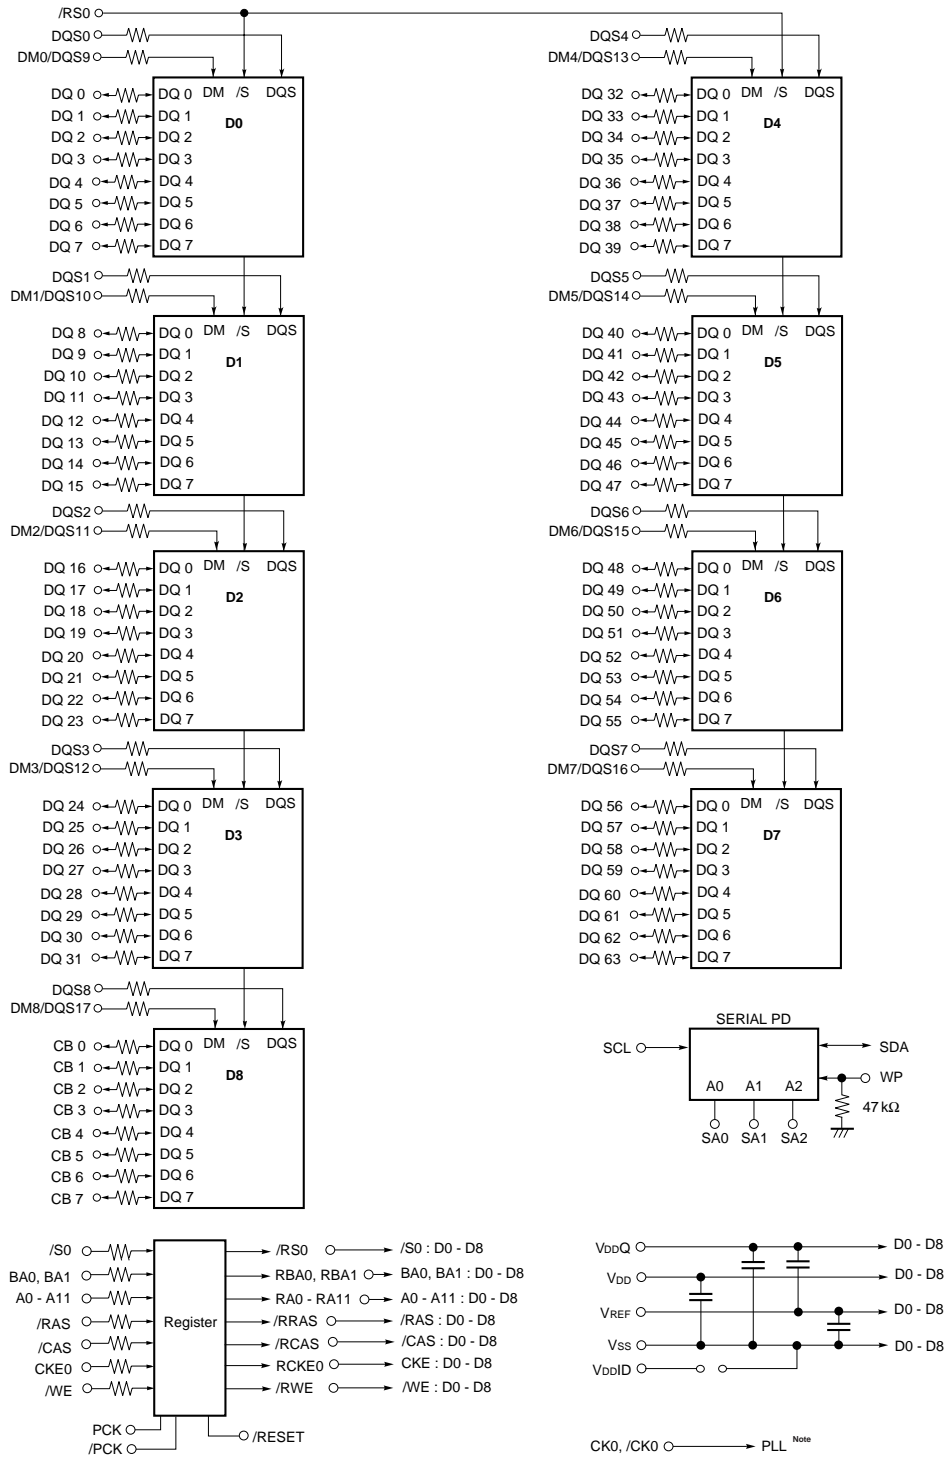 /RS0
DQS0
DM0/DQS9
DM /S DQS
D0
DQ 0 DQ 0
DQ 1 DQ 1
DQ 2 DQ 2
DQ 3 DQ 3
DQ 4 DQ 4
DQ 5 DQ 5
DQ 6 DQ 6
DQ 7 DQ 7
DQS1
DM1/DQS10
DM /S DQS
D1
DQ 8 DQ 0
DQ 9 DQ 1
DQ 10 DQ 2
DQ 11 DQ 3
DQ 12 DQ 4
DQ 13 DQ 5
DQ 14 DQ 6
DQ 15 DQ 7
DQS2
DM2/DQS11
DM /S DQS
D2
DQ 16 DQ 0
DQ 17 DQ 1
DQ 18 DQ 2
DQ 19 DQ 3
DQ 20 DQ 4
DQ 21 DQ 5
DQ 22 DQ 6
DQ 23 DQ 7
DQS3
DM3/DQS12
DM /S DQS
D3
DQ 24 DQ 0
DQ 25 DQ 1
DQ 26 DQ 2
DQ 27 DQ 3
DQ 28 DQ 4
DQ 29 DQ 5
DQ 30 DQ 6
DQ 31 DQ 7
DQS8
DM8/DQS17
DM /S DQS
D8
CB 0 DQ 0
CB 1 DQ 1
CB 2 DQ 2
CB 3 DQ 3
CB 4 DQ 4
CB 5 DQ 5
CB 6 DQ 6
CB 7 DQ 7
DQS4
DM4/DQS13
DM /S DQS
D4
DQ 32 DQ 0
DQ 33 DQ 1
DQ 34 DQ 2
DQ 35 DQ 3
DQ 36 DQ 4
DQ 37 DQ 5
DQ 38 DQ 6
DQ 39 DQ 7
DQS5
DM5/DQS14
DM /S DQS
D5
DQ 40 DQ 0
DQ 41 DQ 1
DQ 42 DQ 2
DQ 43 DQ 3
DQ 44 DQ 4
DQ 45 DQ 5
DQ 46 DQ 6
DQ 47 DQ 7
DQS6
DM6/DQS15
DM /S DQS
D6
DQ 48 DQ 0
DQ 49 DQ 1
DQ 50 DQ 2
DQ 51 DQ 3
DQ 52 DQ 4
DQ 53 DQ 5
DQ 54 DQ 6
DQ 55 DQ 7
DQS7
DM7/DQS16
DM /S DQS
D7
DQ 56 DQ 0
DQ 57 DQ 1
DQ 58 DQ 2
DQ 59 DQ 3
DQ 60 DQ 4
DQ 61 DQ 5
DQ 62 DQ 6
DQ 63 DQ 7
SERIAL PD
SCL SDA
WP
A0 A1 A2
47 kΩ
SA0 SA1 SA2
/S0 /RS0 /S0 : D0 - D8
BA0, BA1 RBA0, RBA1 BA0, BA1 : D0 - D8
A0 - A11 RA0 - RA11 A0 - A11 : D0 - D8
/RAS Register /RRAS /RAS : D0 - D8
/CAS /RCAS /CAS : D0 - D8
CKE0 RCKE0 CKE : D0 - D8
/WE /RWE /WE : D0 - D8
PCK
/PCK
/RESET
VDDQ D0 - D8
VDD D0 - D8
VREF D0 - D8
VSS D0 - D8
VDDID
CK0, /CK0 PLL Note